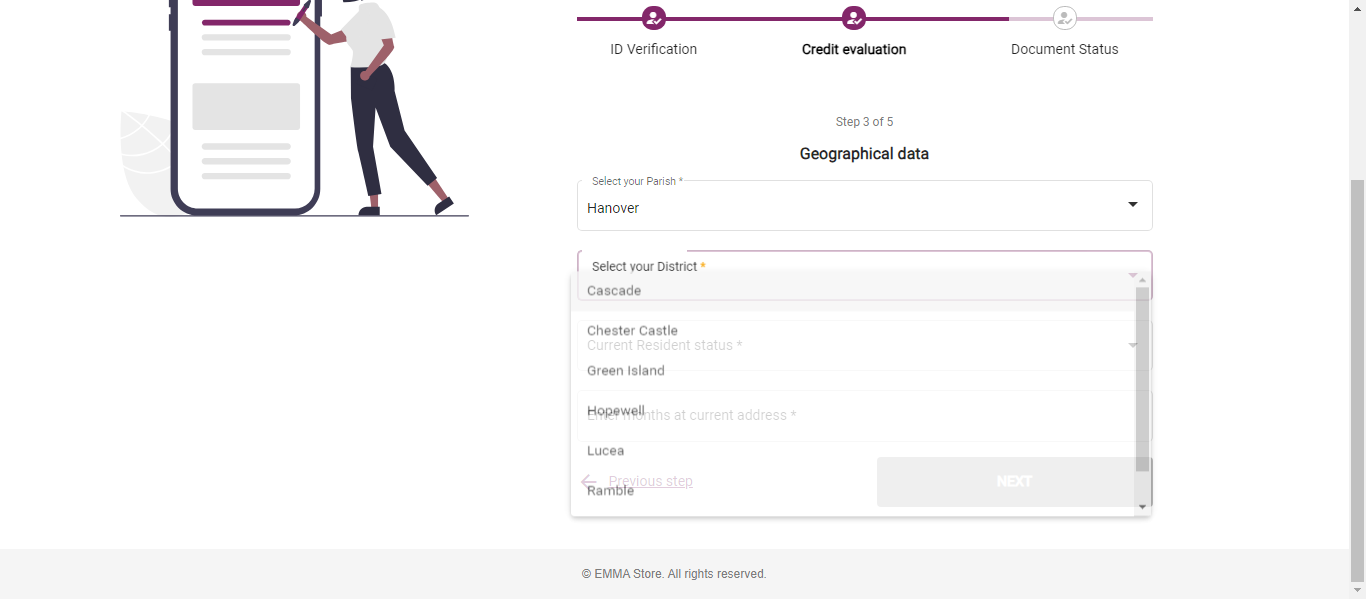 ID Verification
Credit evaluation
Document Status
Step 3 of 5
Geographical data
Select your Parish *
Hanover
Select your District *
Cascade
Chester Castle
Current Resident status *
Green Island
Hopewell
Enter months at current address *
Lucea
Previous step
NEXT
Ramble
© EMMA Store. All rights reserved.